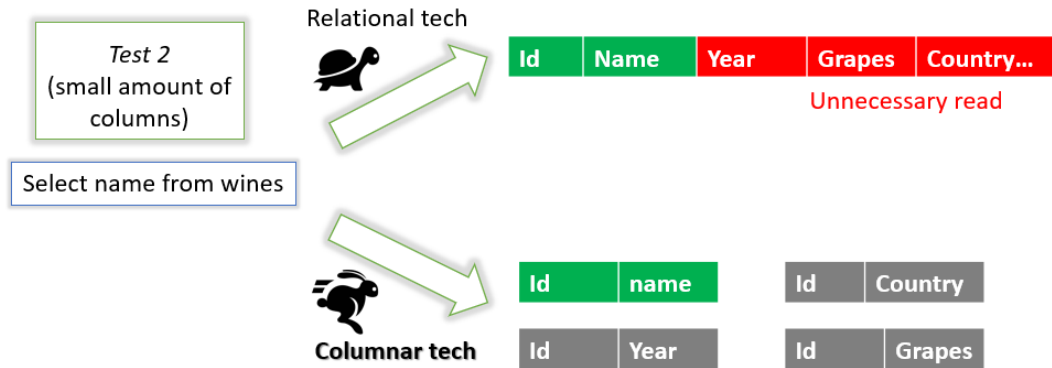 Test 2
(small amount of
columns)
Select name from wines
Relational tech
Id Name Year Grapes Country...
Unnecessary read
Columnar tech
Id name
Id Country
Id Year
Id Grapes